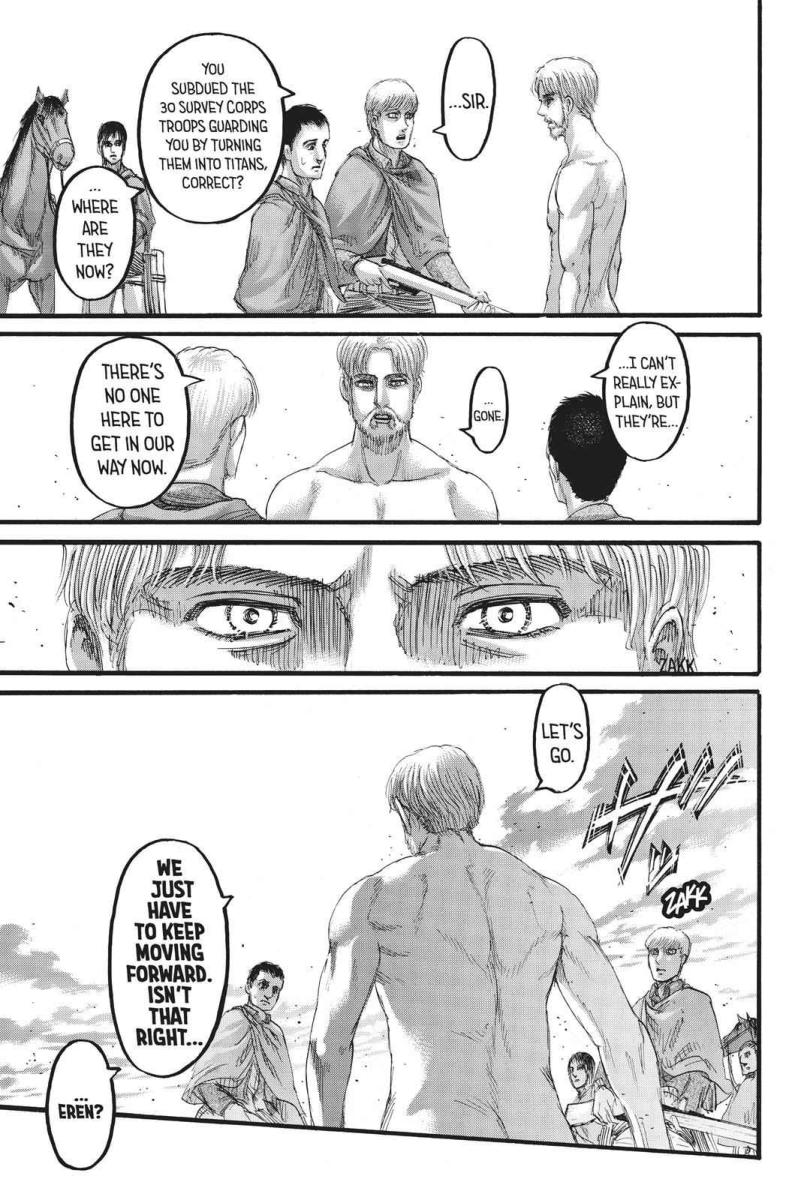 ...SIR.
YOU
SUBDUED THE
30 SURVEY CORPS
TROOPS GUARDING
YOU BY TURNING
THEM INTO TITANS,
CORRECT?
...
WHERE
ARE
THEY
NOW?
...I CAN'T
REALLY EX-
PLAIN, BUT
THEY'RE...
...
GONE.
THERE'S
NO ONE
HERE TO
GET IN OUR
WAY NOW.
ZAKK
LET'S
GO.
ZAKK
WE
JUST
HAVE
TO KEEP
MOVING
FORWARD.
ISN'T
THAT
RIGHT...
...
EREN?